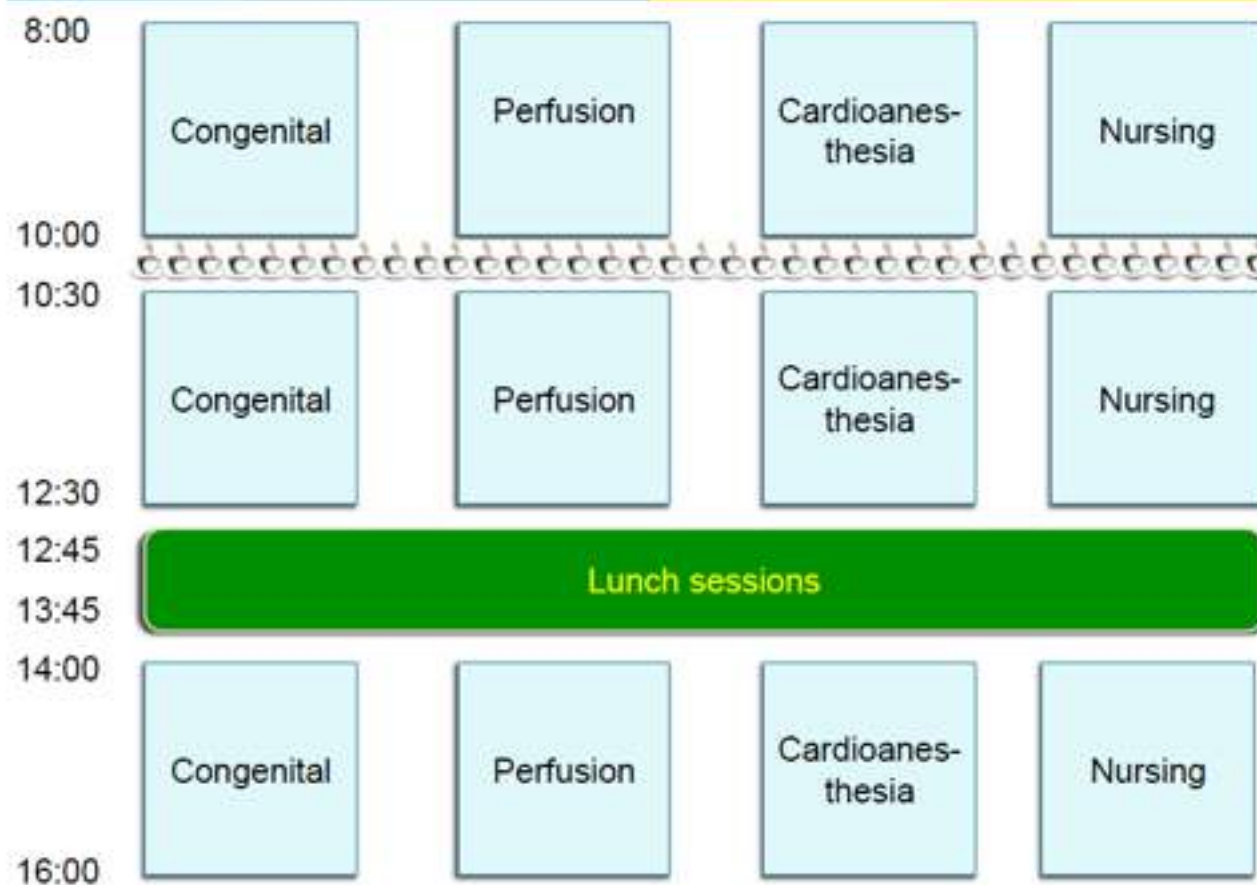 8:00
Congenital
Perfusion
Cardioanes-
thesia
Nursing
10:00
10:30
Congenital
Perfusion
Cardioanes-
thesia
Nursing
12:30
12:45
Lunch sessions
13:45
14:00
Congenital
Perfusion
Cardioanes-
thesia
Nursing
16:00